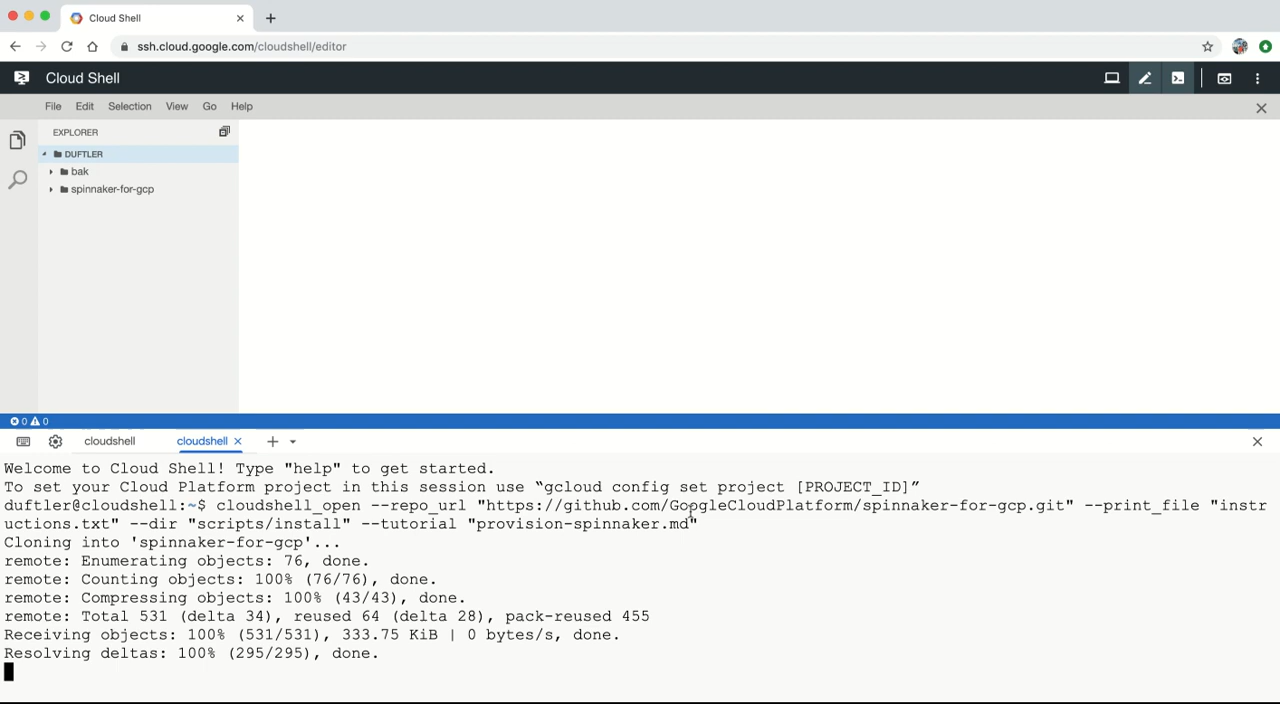 Cloud Shell
ssh.cloud.google.com/cloudshell/editor
Cloud Shell
File Edit Selection View Go Help
EXPLORER
DUFTLER
bak
spinnaker-for-gcp
0 0
cloudshell cloudshell
Welcome to Cloud Shell! Type "help" to get started.
To set your Cloud Platform project in this session use “gcloud config set project [PROJECT_ID]”
duftler@cloudshell:~$ cloudshell_open --repo_url "https://github.com/GoogleCloudPlatform/spinnaker-for-gcp.git" --print_file "instr
uctions.txt" --dir "scripts/install" --tutorial "provision-spinnaker.md"
Cloning into 'spinnaker-for-gcp'...
remote: Enumerating objects: 76, done.
remote: Counting objects: 100% (76/76), done.
remote: Compressing objects: 100% (43/43), done.
remote: Total 531 (delta 34), reused 64 (delta 28), pack-reused 455
Receiving objects: 100% (531/531), 333.75 KiB | 0 bytes/s, done.
Resolving deltas: 100% (295/295), done.